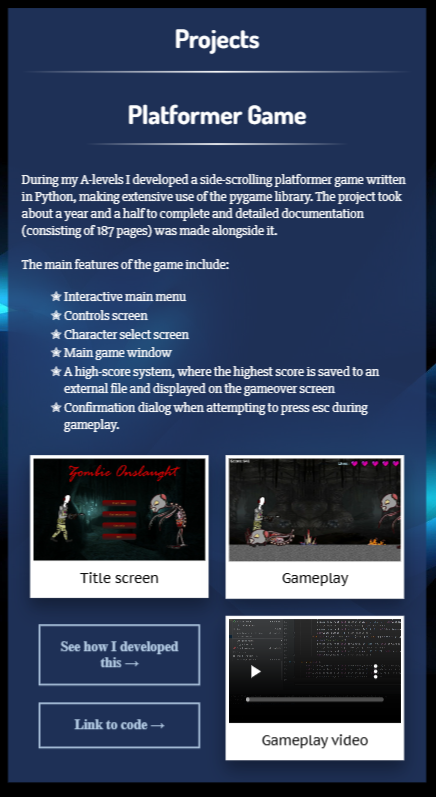 Projects
Platformer Game
During my A-levels I developed a side-scrolling platformer game written
in Python, making extensive use of the pygame library. The project took
about a year and a half to complete and detailed documentation
(consisting of 187 pages) was made alongside it.
The main features of the game include:
Interactive main menu
Controls screen
Character select screen
Main game window
A high-score system, where the highest score is saved to an
external file and displayed on the gameover screen
Confirmation dialog when attempting to press esc during
gameplay.
Zombie Onslaught
Title screen
Gameplay
See how I developed
this →
Link to code →
Gameplay video